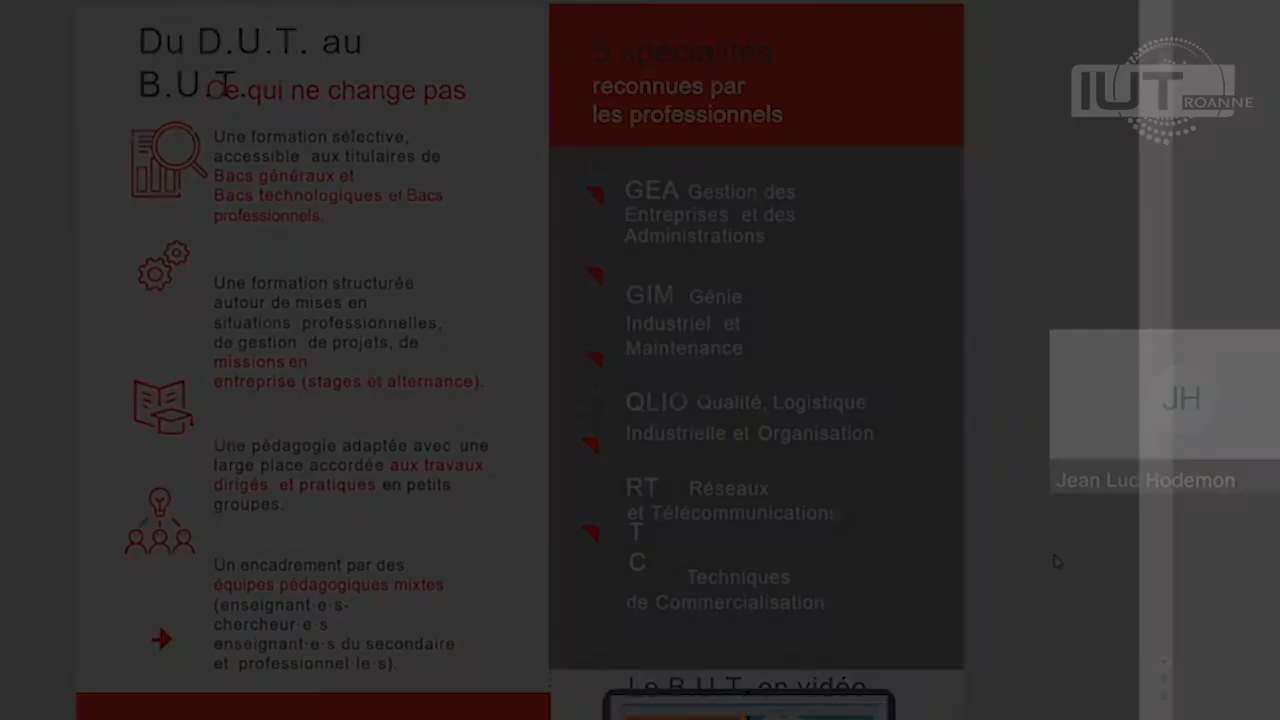 Du D.U.T. au
B.U.T.
Ce qui ne change pas
Une formation sélective,
accessible aux titulaires de
Bacs généraux et
Bacs technologiques et Bacs
professionnels.
Une formation structurée
autour de mises en
situations professionnelles,
de gestion de projets, de
missions en
entreprise (stages et alternance).
Une pédagogie adaptée avec une
large place accordée aux travaux
dirigés et pratiques en petits
groupes.
Un encadrement par des
équipes pédagogiques mixtes
(enseignant·e·s-
chercheur·e·s
enseignant·e·s du secondaire
et professionnel·le·s).
5 spécialités
reconnues par
les professionnels
GEA Gestion des
Entreprises et des
Administrations
GIM Génie
Industriel et
Maintenance
QLIO Qualité, Logistique
Industrielle et Organisation
RT Réseaux
et Télécommunications
T
C
Techniques
de Commercialisation
Le B.U.T. en vidéo
IUT ROANNE
JH
Jean Luc Hodemon